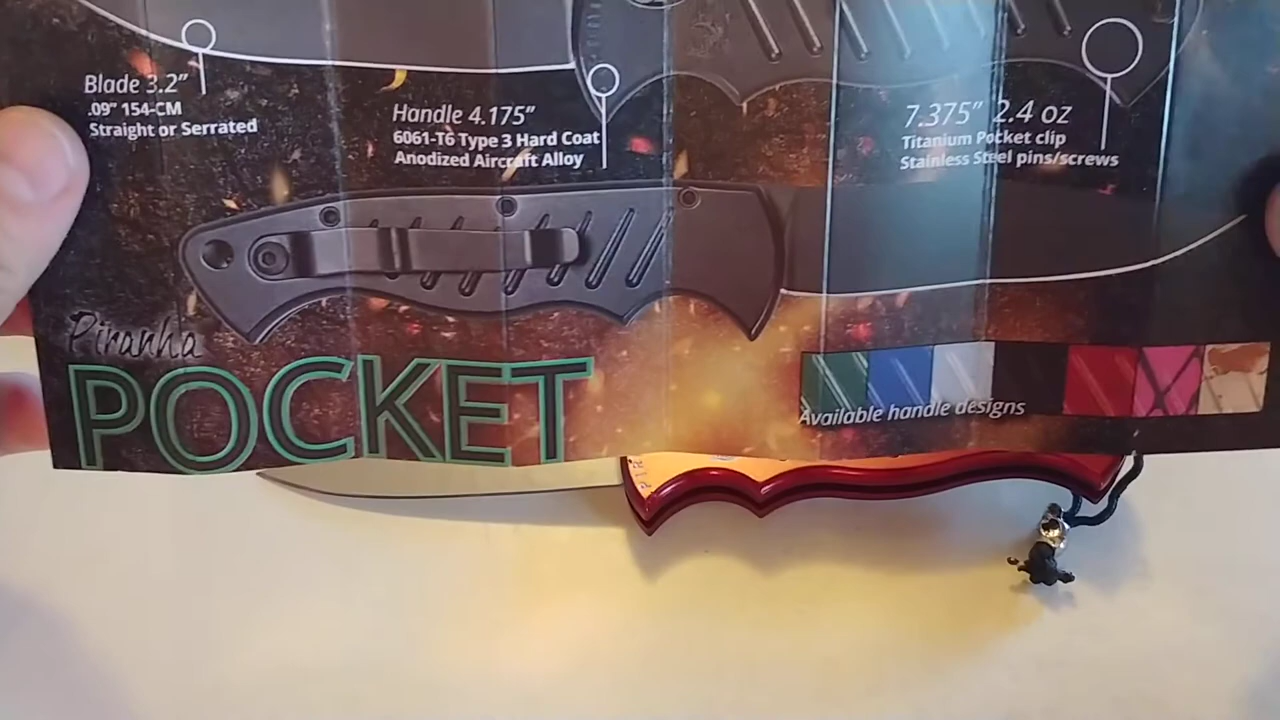 Blade 3.2”
.09” 154-CM
Straight or Serrated
Handle 4.175”
6061-T6 Type 3 Hard Coat
Anodized Aircraft Alloy
7.375” 2.4 oz
Titanium Pocket clip
Stainless Steel pins/screws
Piranha
POCKET
Available handle designs